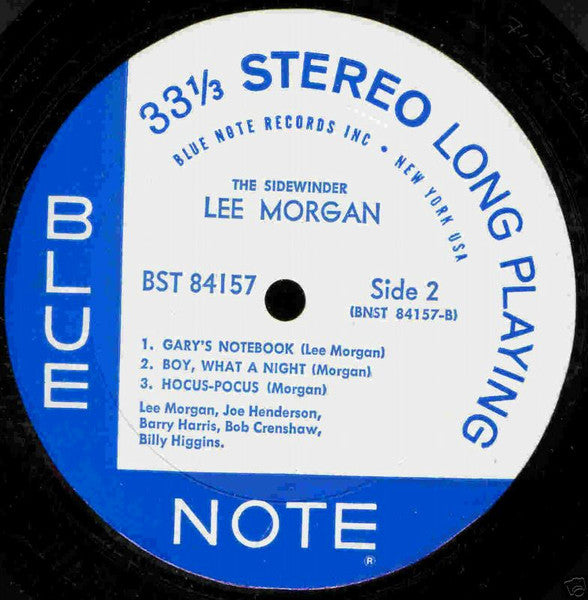 33⅓ STEREO LONG PLAYING
BLUE NOTE RECORDS INC • NEW YORK USA
THE SIDEWINDER
LEE MORGAN
BST 84157
Side 2
(BNST 84157-B)
1. GARY'S NOTEBOOK (Lee Morgan)
2. BOY, WHAT A NIGHT (Morgan)
3. HOCUS-POCUS (Morgan)
Lee Morgan, Joe Henderson,
Barry Harris, Bob Crenshaw,
Billy Higgins.
BLUE
NOTE
®